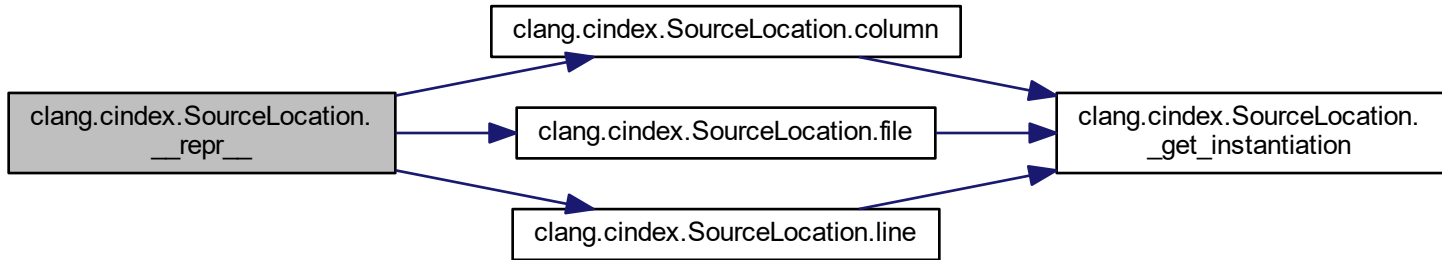 clang.cindex.SourceLocation.
__repr__
clang.cindex.SourceLocation.column
clang.cindex.SourceLocation.file
clang.cindex.SourceLocation.line
clang.cindex.SourceLocation.
_get_instantiation